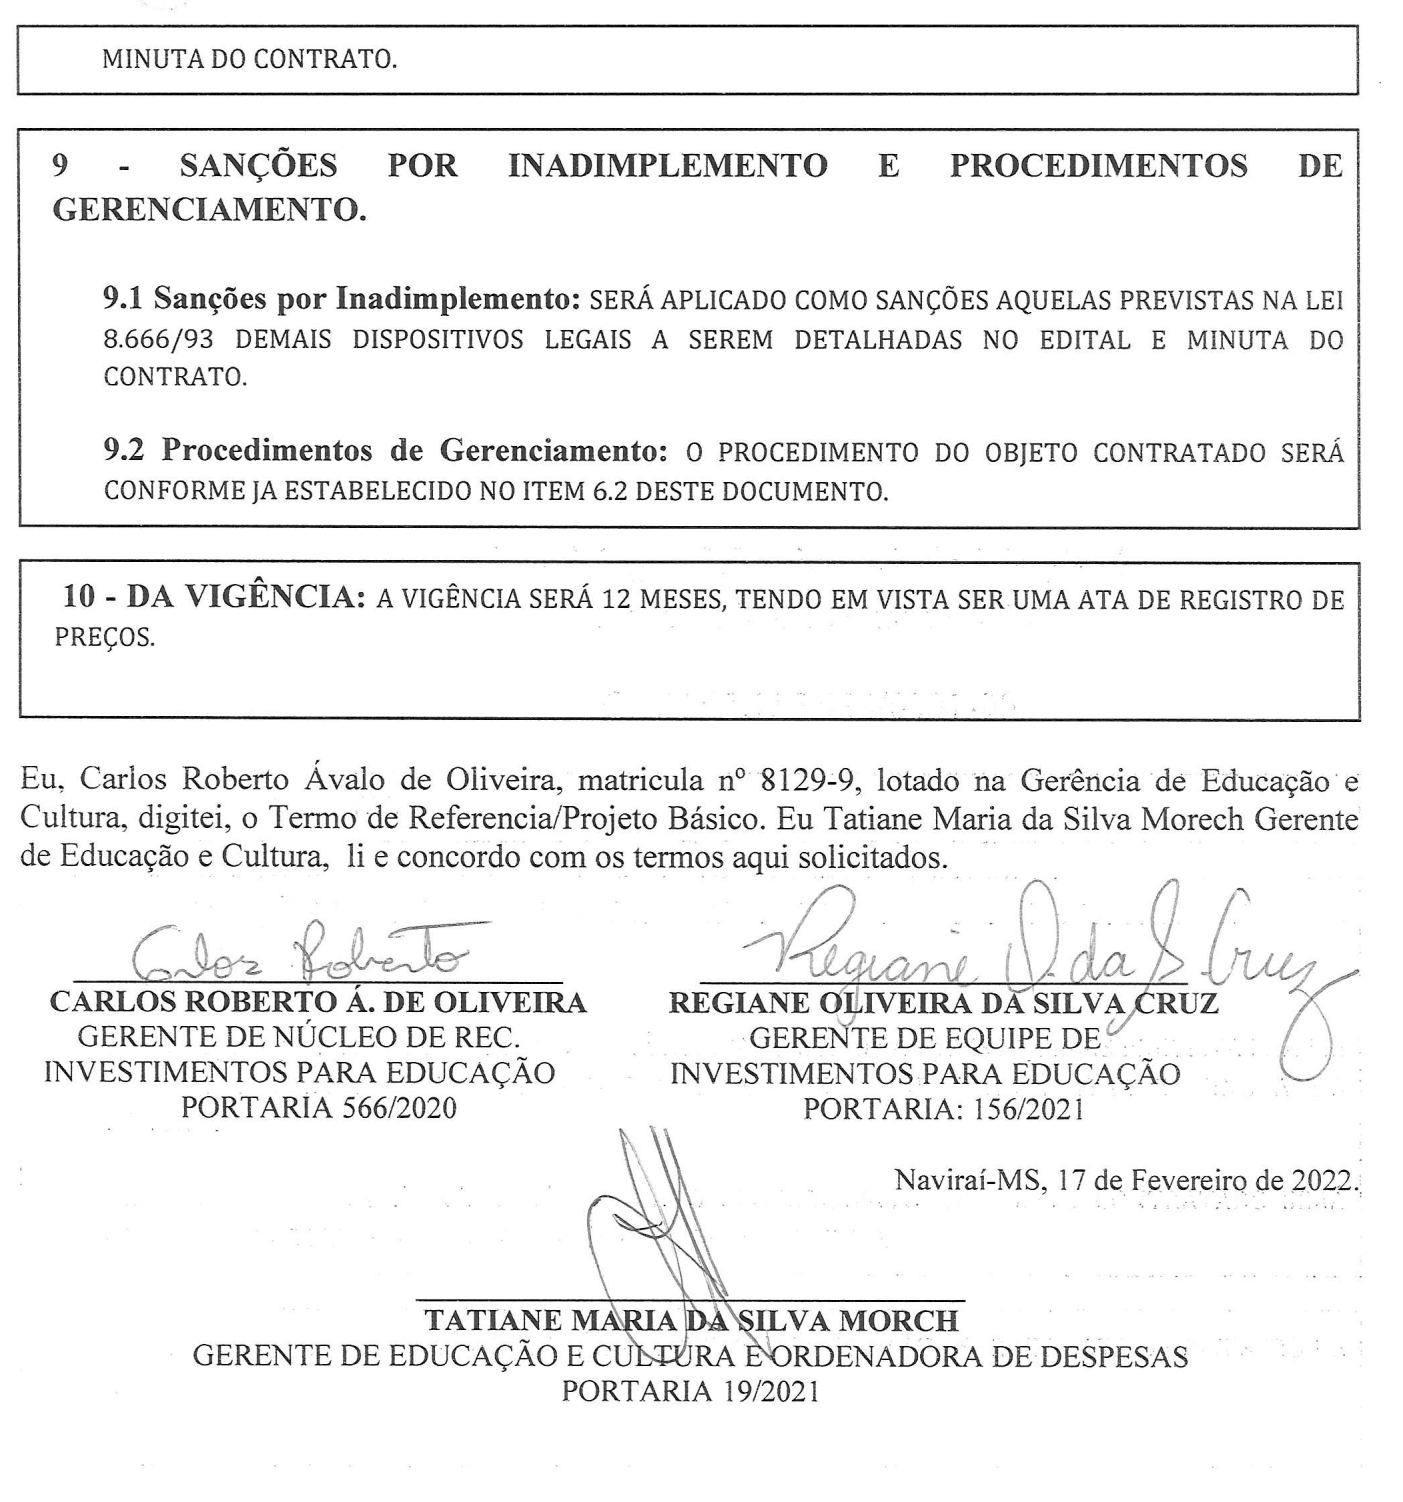 MINUTA DO CONTRATO.
9 - SANÇÕES POR INADIMPLEMENTO E PROCEDIMENTOS DE
GERENCIAMENTO.
9.1 Sanções por Inadimplemento: SERÁ APLICADO COMO SANÇÕES AQUELAS PREVISTAS NA LEI
8.666/93 DEMAIS DISPOSITIVOS LEGAIS A SEREM DETALHADAS NO EDITAL E MINUTA DO
CONTRATO.
9.2 Procedimentos de Gerenciamento: O PROCEDIMENTO DO OBJETO CONTRATADO SERÁ
CONFORME JA ESTABELECIDO NO ITEM 6.2 DESTE DOCUMENTO.
10 - DA VIGÊNCIA: A VIGÊNCIA SERÁ 12 MESES, TENDO EM VISTA SER UMA ATA DE REGISTRO DE
PREÇOS.
Eu, Carlos Roberto Ávalo de Oliveira, matricula nº 8129-9, lotado na Gerência de Educação e
Cultura, digitei, o Termo de Referencia/Projeto Básico. Eu Tatiane Maria da Silva Morech Gerente
de Educação e Cultura, li e concordo com os termos aqui solicitados.
Carlos Roberto
CARLOS ROBERTO Á. DE OLIVEIRA
GERENTE DE NÚCLEO DE REC.
INVESTIMENTOS PARA EDUCAÇÃO
PORTARIA 566/2020
Regiane O. da S. Cruz
REGIANE OLIVEIRA DA SILVA CRUZ
GERENTE DE EQUIPE DE
INVESTIMENTOS PARA EDUCAÇÃO
PORTARIA: 156/2021
Naviraí-MS, 17 de Fevereiro de 2022.
TATIANE MARIA DA SILVA MORCH
GERENTE DE EDUCAÇÃO E CULTURA E ORDENADORA DE DESPESAS
PORTARIA 19/2021